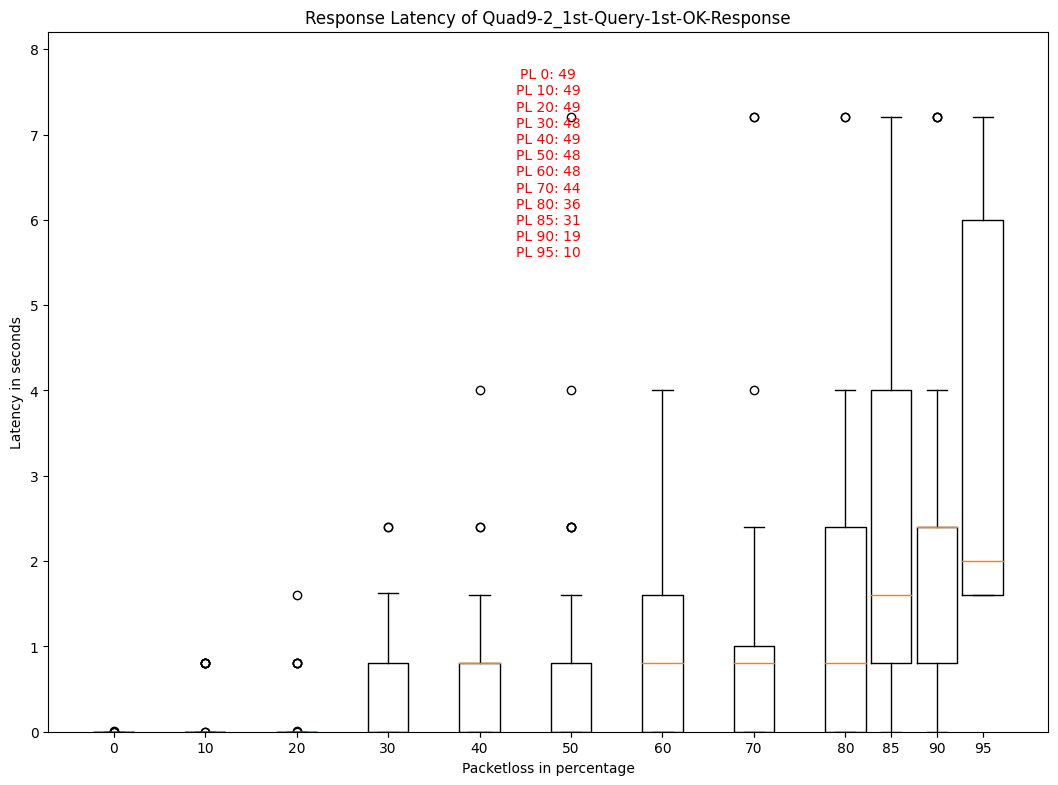 Response Latency of Quad9-2_1st-Query-1st-OK-Response
8
7
6
5
4
3
2
1
0
Latency in seconds
PL 0: 49
PL 10: 49
PL 20: 49
PL 30: 48
PL 40: 49
PL 50: 48
PL 60: 48
PL 70: 44
PL 80: 36
PL 85: 31
PL 90: 19
PL 95: 10
0 10 20 30 40 50 60 70 80 85 90 95
Packetloss in percentage